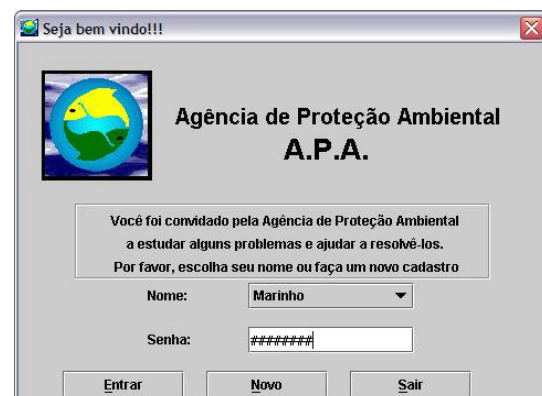 Seja bem vindo!!!
Agência de Proteção Ambiental
A.P.A.
Você foi convidado pela Agência de Proteção Ambiental
a estudar alguns problemas e ajudar a resolvê-los.
Por favor, escolha seu nome ou faça um novo cadastro
Nome: Marinho
Senha: ########
Entrar Novo Sair